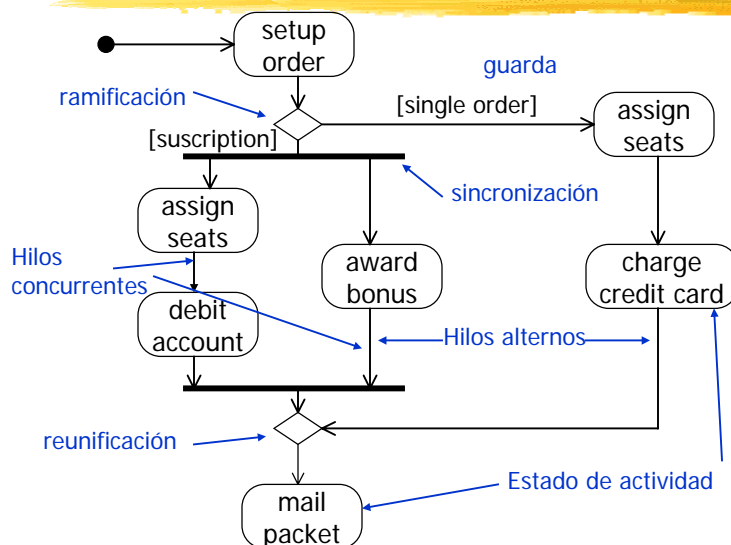 setup
order
guarda
ramificación
[single order]
assign
seats
[suscription]
sincronización
assign
seats
Hilos
concurrentes
award
bonus
charge
credit card
debit
account
Hilos alternos
reunificación
Estado de actividad
mail
packet